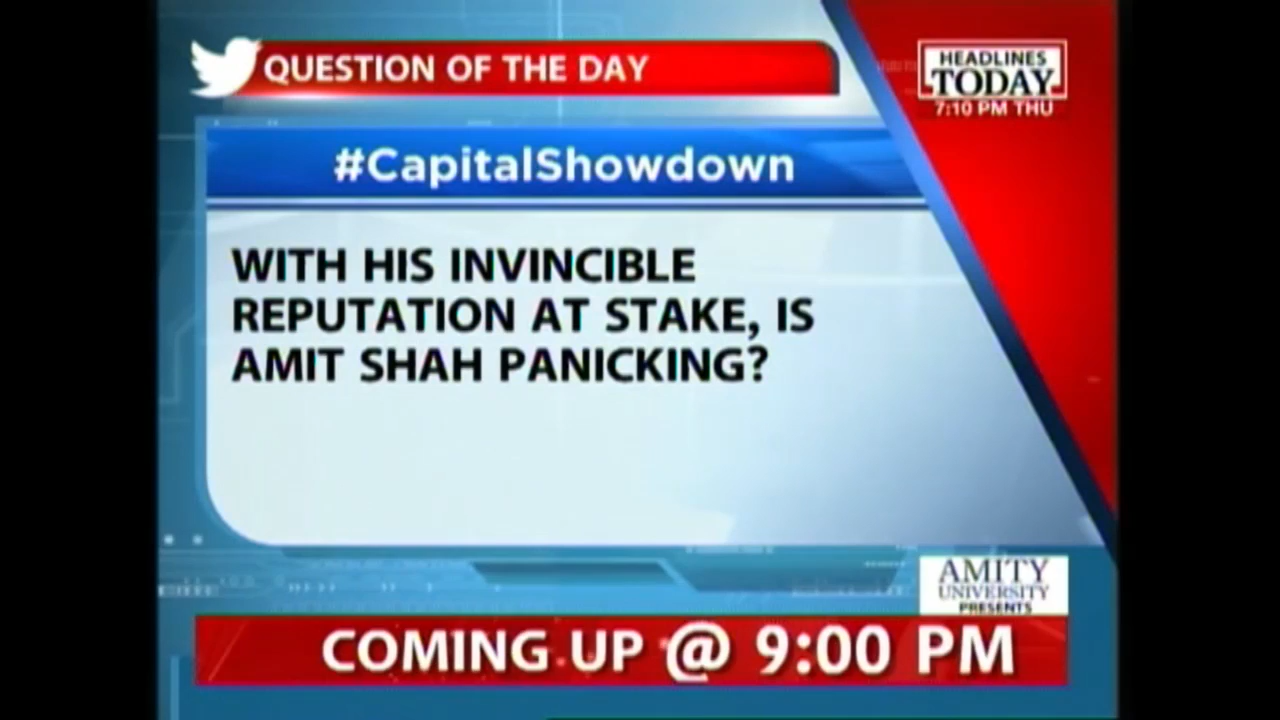 QUESTION OF THE DAY
HEADLINES
TODAY
7:10 PM THU
#CapitalShowdown
WITH HIS INVINCIBLE
REPUTATION AT STAKE, IS
AMIT SHAH PANICKING?
AMITY
UNIVERSITY
PRESENTS
COMING UP @ 9:00 PM